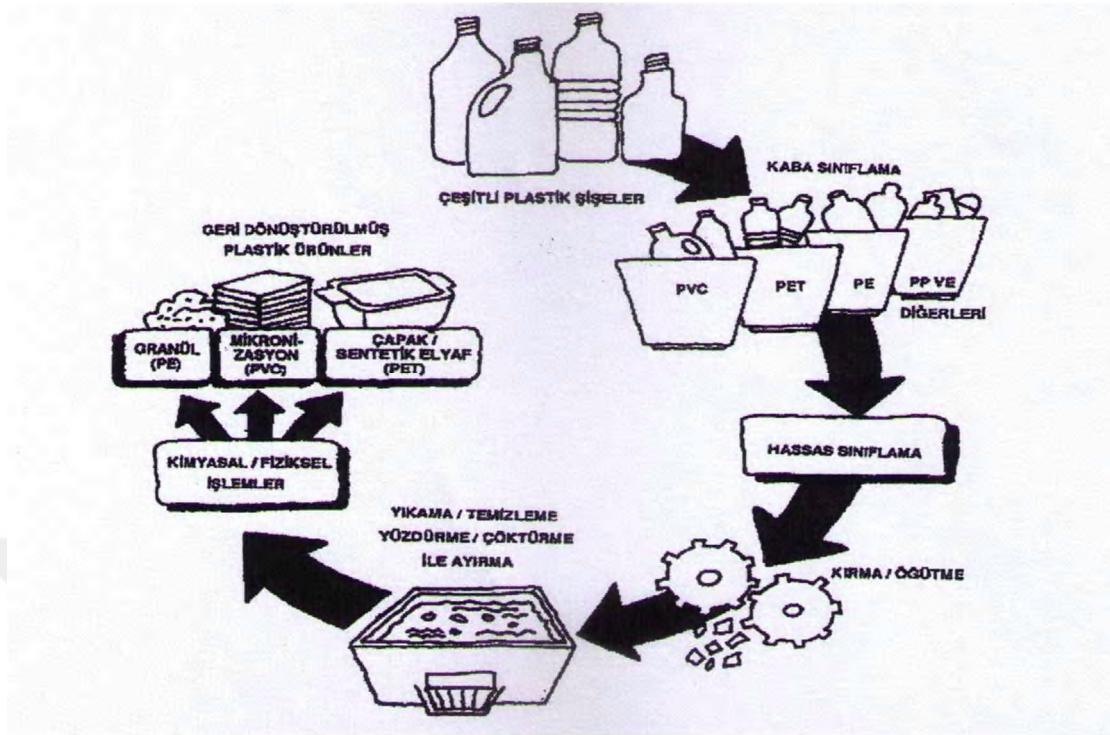 ÇEŞİTLİ PLASTİK ŞİŞELER
KABA SINIFLAMA
PVC
PET
PE
PP VE
DİĞERLERİ
HASSAS SINIFLAMA
KIRMA / ÖĞÜTME
YIKAMA / TEMİZLEME
YÜZDÜRME / ÇÖKTÜRME
İLE AYIRMA
KİMYASAL / FİZİKSEL
İŞLEMLER
GRANÜL
(PE)
MİKRONİ-
ZASYON
(PVC)
ÇAPAK /
SENTETİK ELYAF
(PET)
GERİ DÖNÜŞTÜRÜLMÜŞ
PLASTİK ÜRÜNLER